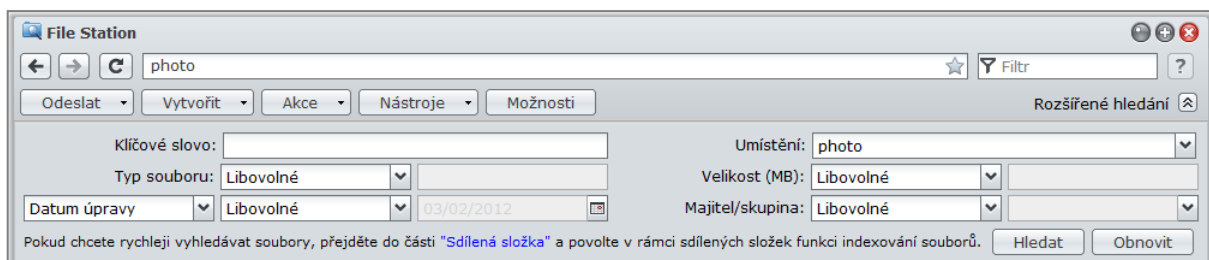 File Station
photo Filtr ?
Odeslat Vytvořit Akce Nástroje Možnosti Rozšířené hledání
Klíčové slovo: Umístění: photo
Typ souboru: Libovolné Velikost (MB): Libovolné
Datum úpravy Libovolné 03/02/2012 Majitel/skupina: Libovolné
Pokud chcete rychleji vyhledávat soubory, přejděte do části "Sdílená složka" a povolte v rámci sdílených složek funkci indexování souborů. Hledat Obnovit